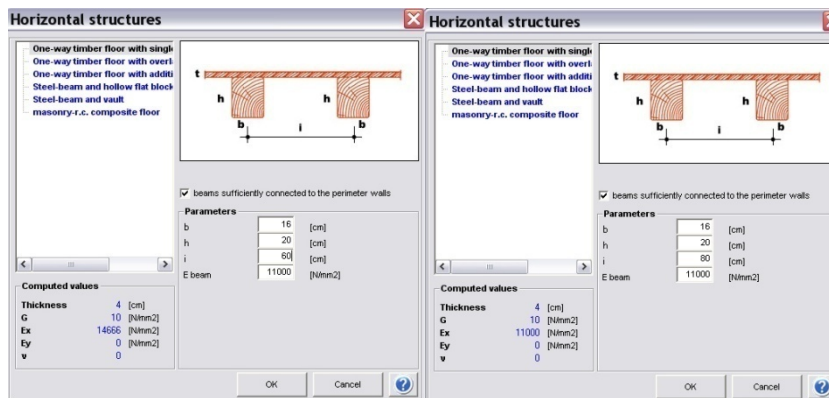 Horizontal structures
One-way timber floor with single
One-way timber floor with overla
One-way timber floor with additi
Steel-beam and hollow flat block
Steel-beam and vault
masonry-r.c. composite floor
t
h
h
b
i
b
beams sufficiently connected to the perimeter walls
Parameters
b 16 [cm]
h 20 [cm]
i 60 [cm]
E beam 11000 [N/mm2]
Computed values
Thickness 4 [cm]
G 10 [N/mm2]
Ex 14666 [N/mm2]
Ey 0 [N/mm2]
ν 0
OK
Cancel
?
Horizontal structures
One-way timber floor with singl
One-way timber floor with overl
One-way timber floor with additi
Steel-beam and hollow flat block
Steel-beam and vault
masonry-r.c. composite floor
t
h
h
b
i
b
beams sufficiently connected to the perimeter walls
Parameters
b 16 [cm]
h 20 [cm]
i 80 [cm]
E beam 11000 [N/mm2]
Computed values
Thickness 4 [cm]
G 10 [N/mm2]
Ex 11000 [N/mm2]
Ey 0 [N/mm2]
ν 0
OK
Cancel
?